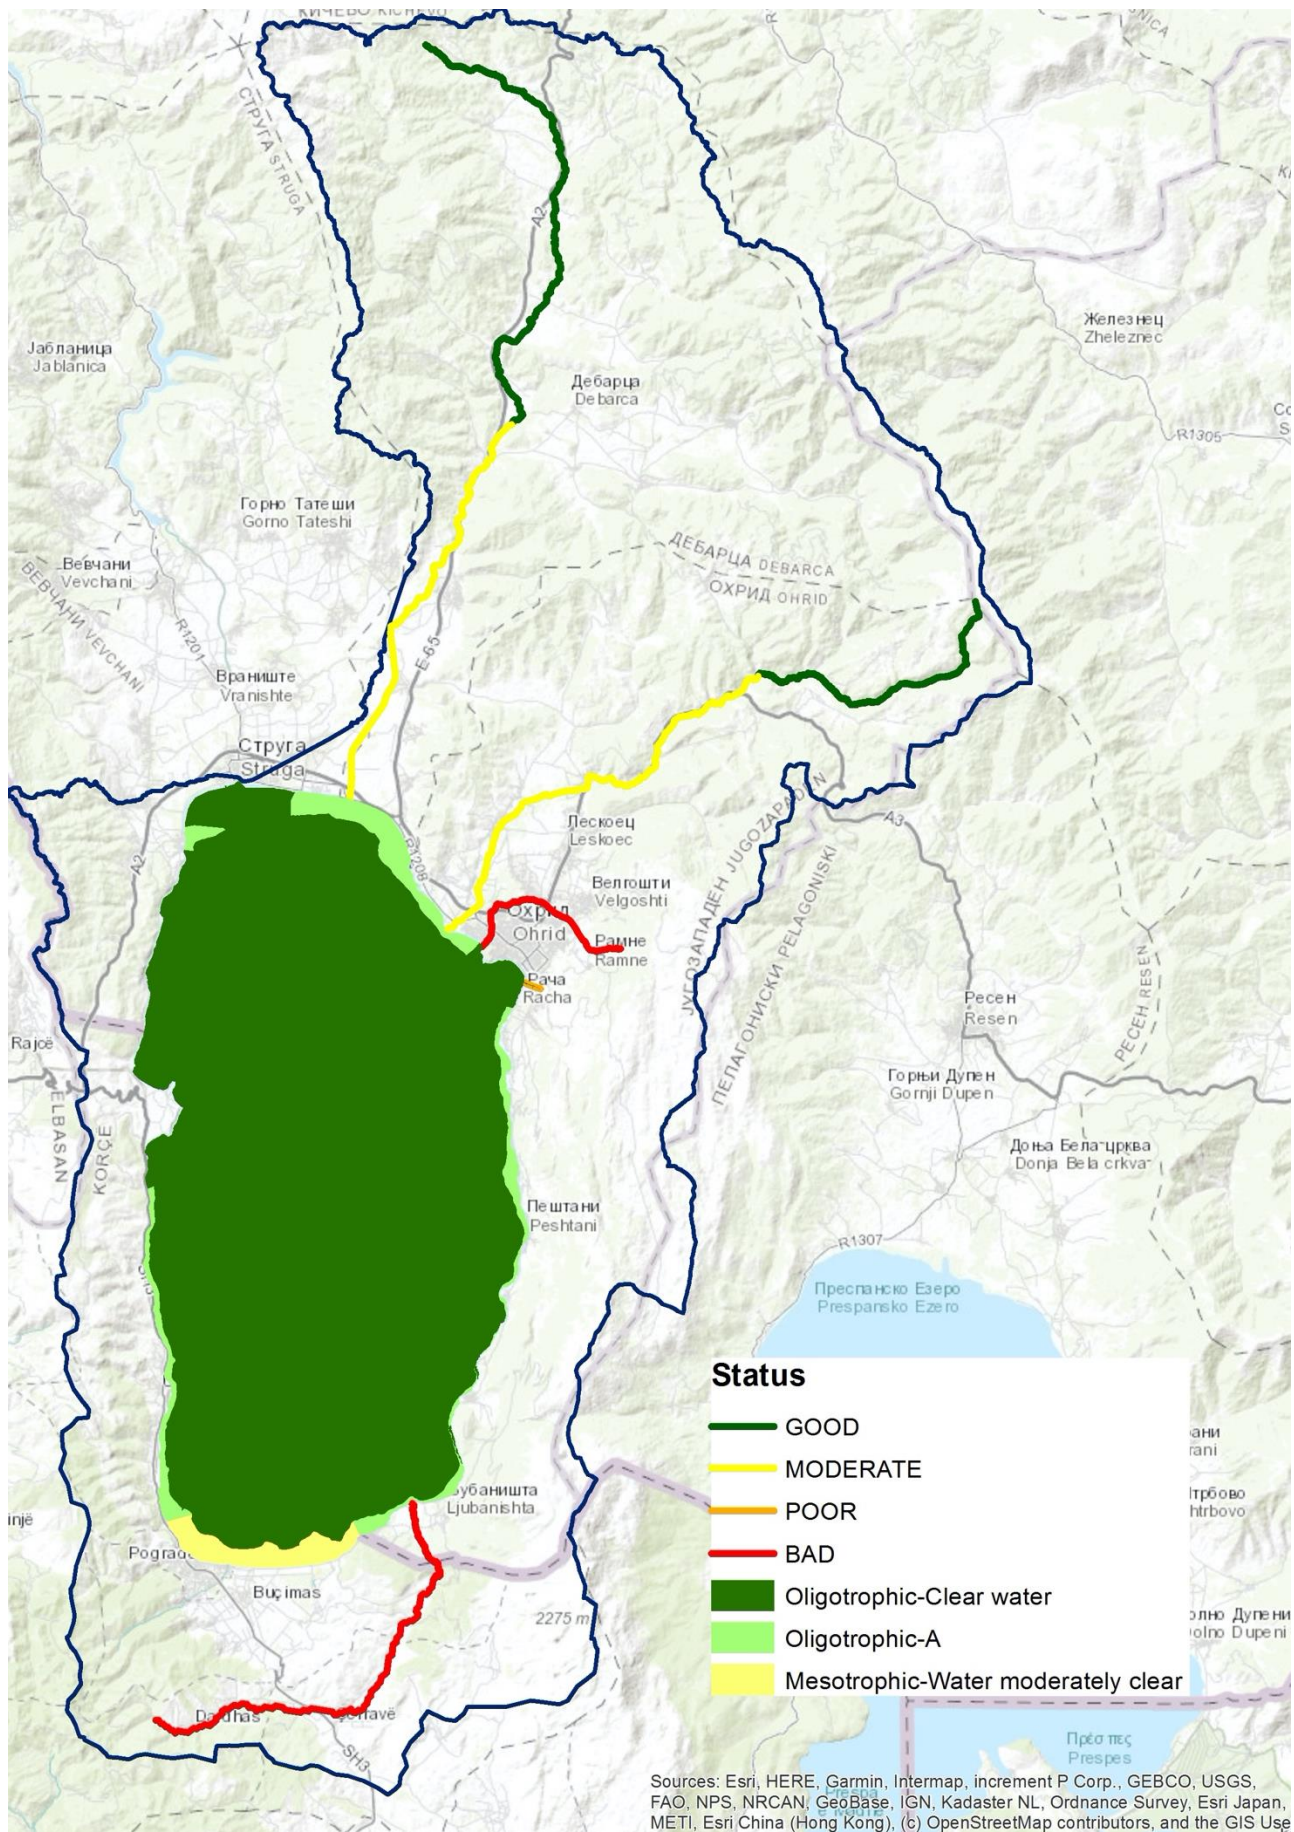 КИЧЕВО KICHEVO
СТРУГА STRUGA
A2
Јабланица
Jablanica
Железнец
Zheleznec
Дебарца
Debarca
R1305
Горно Татеши
Gorno Tateshi
ДЕБАРЦА DEBARCA
ОХРИД OHRID
Вевчани
Vevchani
ВЕВЧАНИ VEVCHANI
R1201
E-65
Враниште
Vranishte
Струга
Struga
A2
R1208
Лескоец
Leskoec
A3
ЈУГОЗАПАДЕН JUGOZAPADEN
ПЕЛАГОНИСКИ PELAGONISKI
Велгошти
Velgoshti
Охрид
Ohrid
Рамне
Ramne
Рача
Racha
Ресен
Resen
РЕСЕН RESEN
Rajcë
ELBASAN
KORÇË
Горњи Дупен
Gornji Dupen
Доња Бела црква
Donja Bela crkva
Пештани
Peshtani
R1307
SH3
Преспанско Езеро
Prespansko Ezero
Status
GOOD
MODERATE
POOR
BAD
Oligotrophic-Clear water
Oligotrophic-A
Mesotrophic-Water moderately clear
Ljubanishta
Buçimas
2275 m
SH3
Πρέσπες
Prespes
Sources: Esri, HERE, Garmin, Intermap, increment P Corp., GEBCO, USGS,
FAO, NPS, NRCAN, GeoBase, IGN, Kadaster NL, Ordnance Survey, Esri Japan,
METI, Esri China (Hong Kong), (c) OpenStreetMap contributors, and the GIS Use